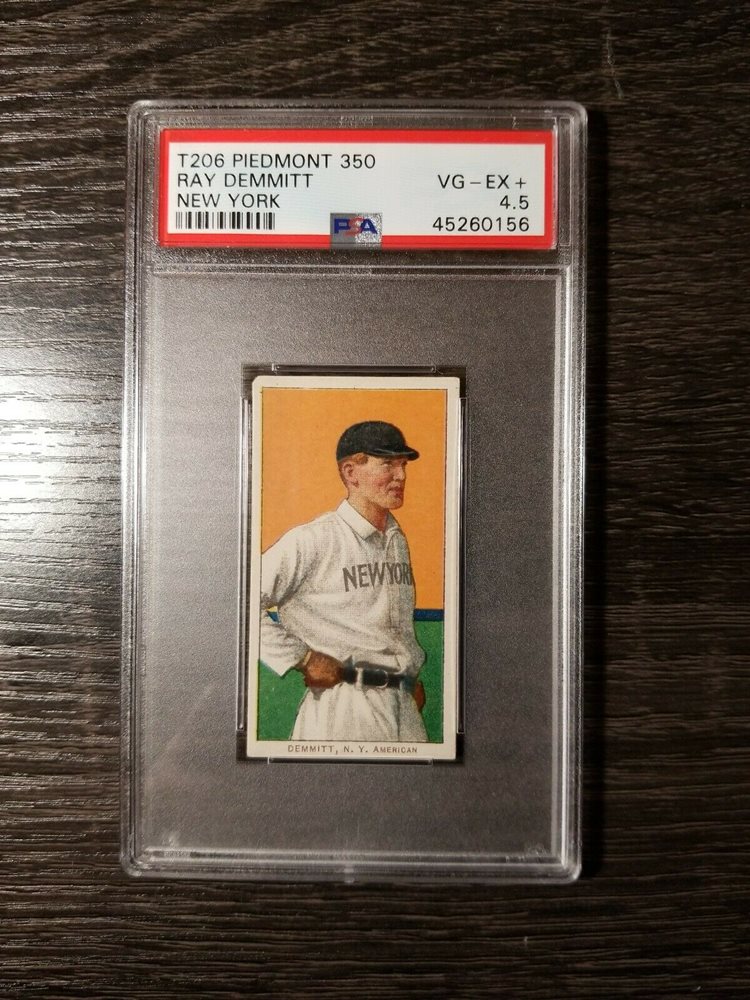 T206 PIEDMONT 350
RAY DEMMITT VG – EX +
NEW YORK 4.5
PSA 45260156
NEW YORK
DEMMITT, N. Y. AMERICAN